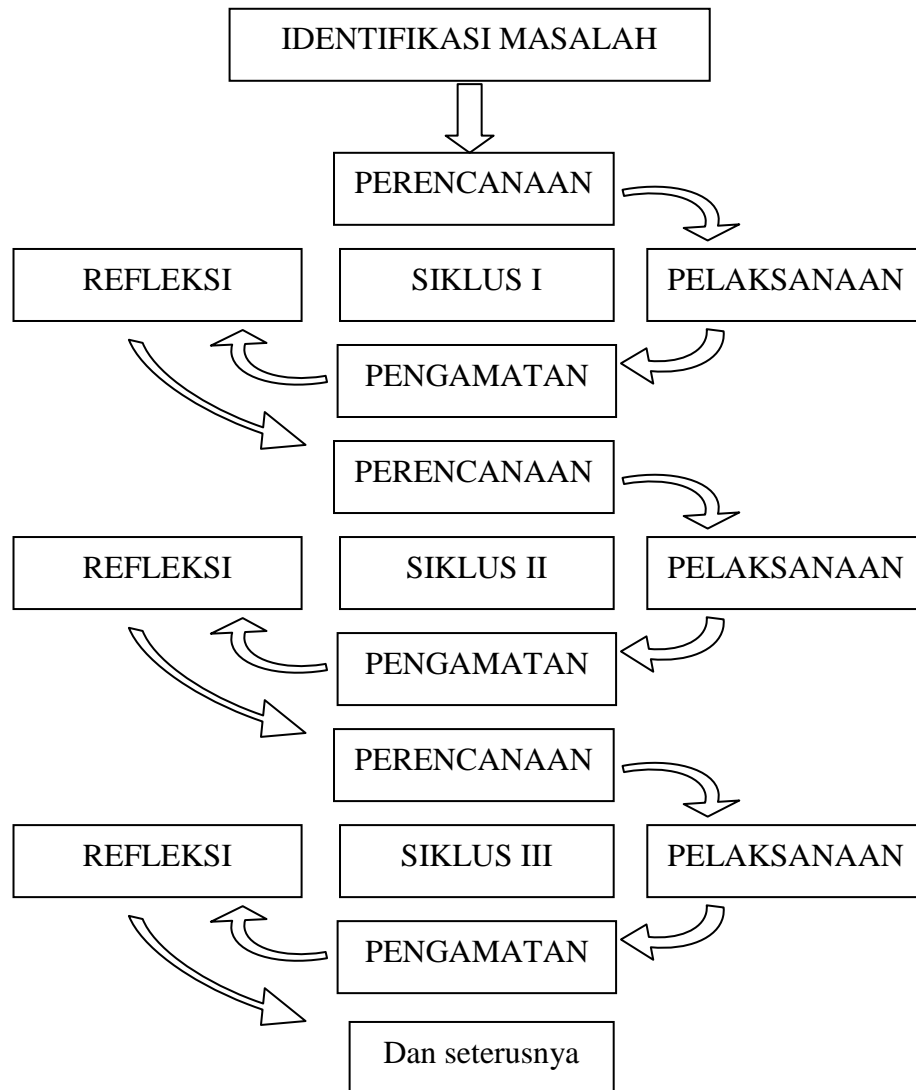 IDENTIFIKASI MASALAH
PERENCANAAN
REFLEKSI
SIKLUS I
PELAKSANAAN
PENGAMATAN
PERENCANAAN
REFLEKSI
SIKLUS II
PELAKSANAAN
PENGAMATAN
PERENCANAAN
REFLEKSI
SIKLUS III
PELAKSANAAN
PENGAMATAN
Dan seterusnya